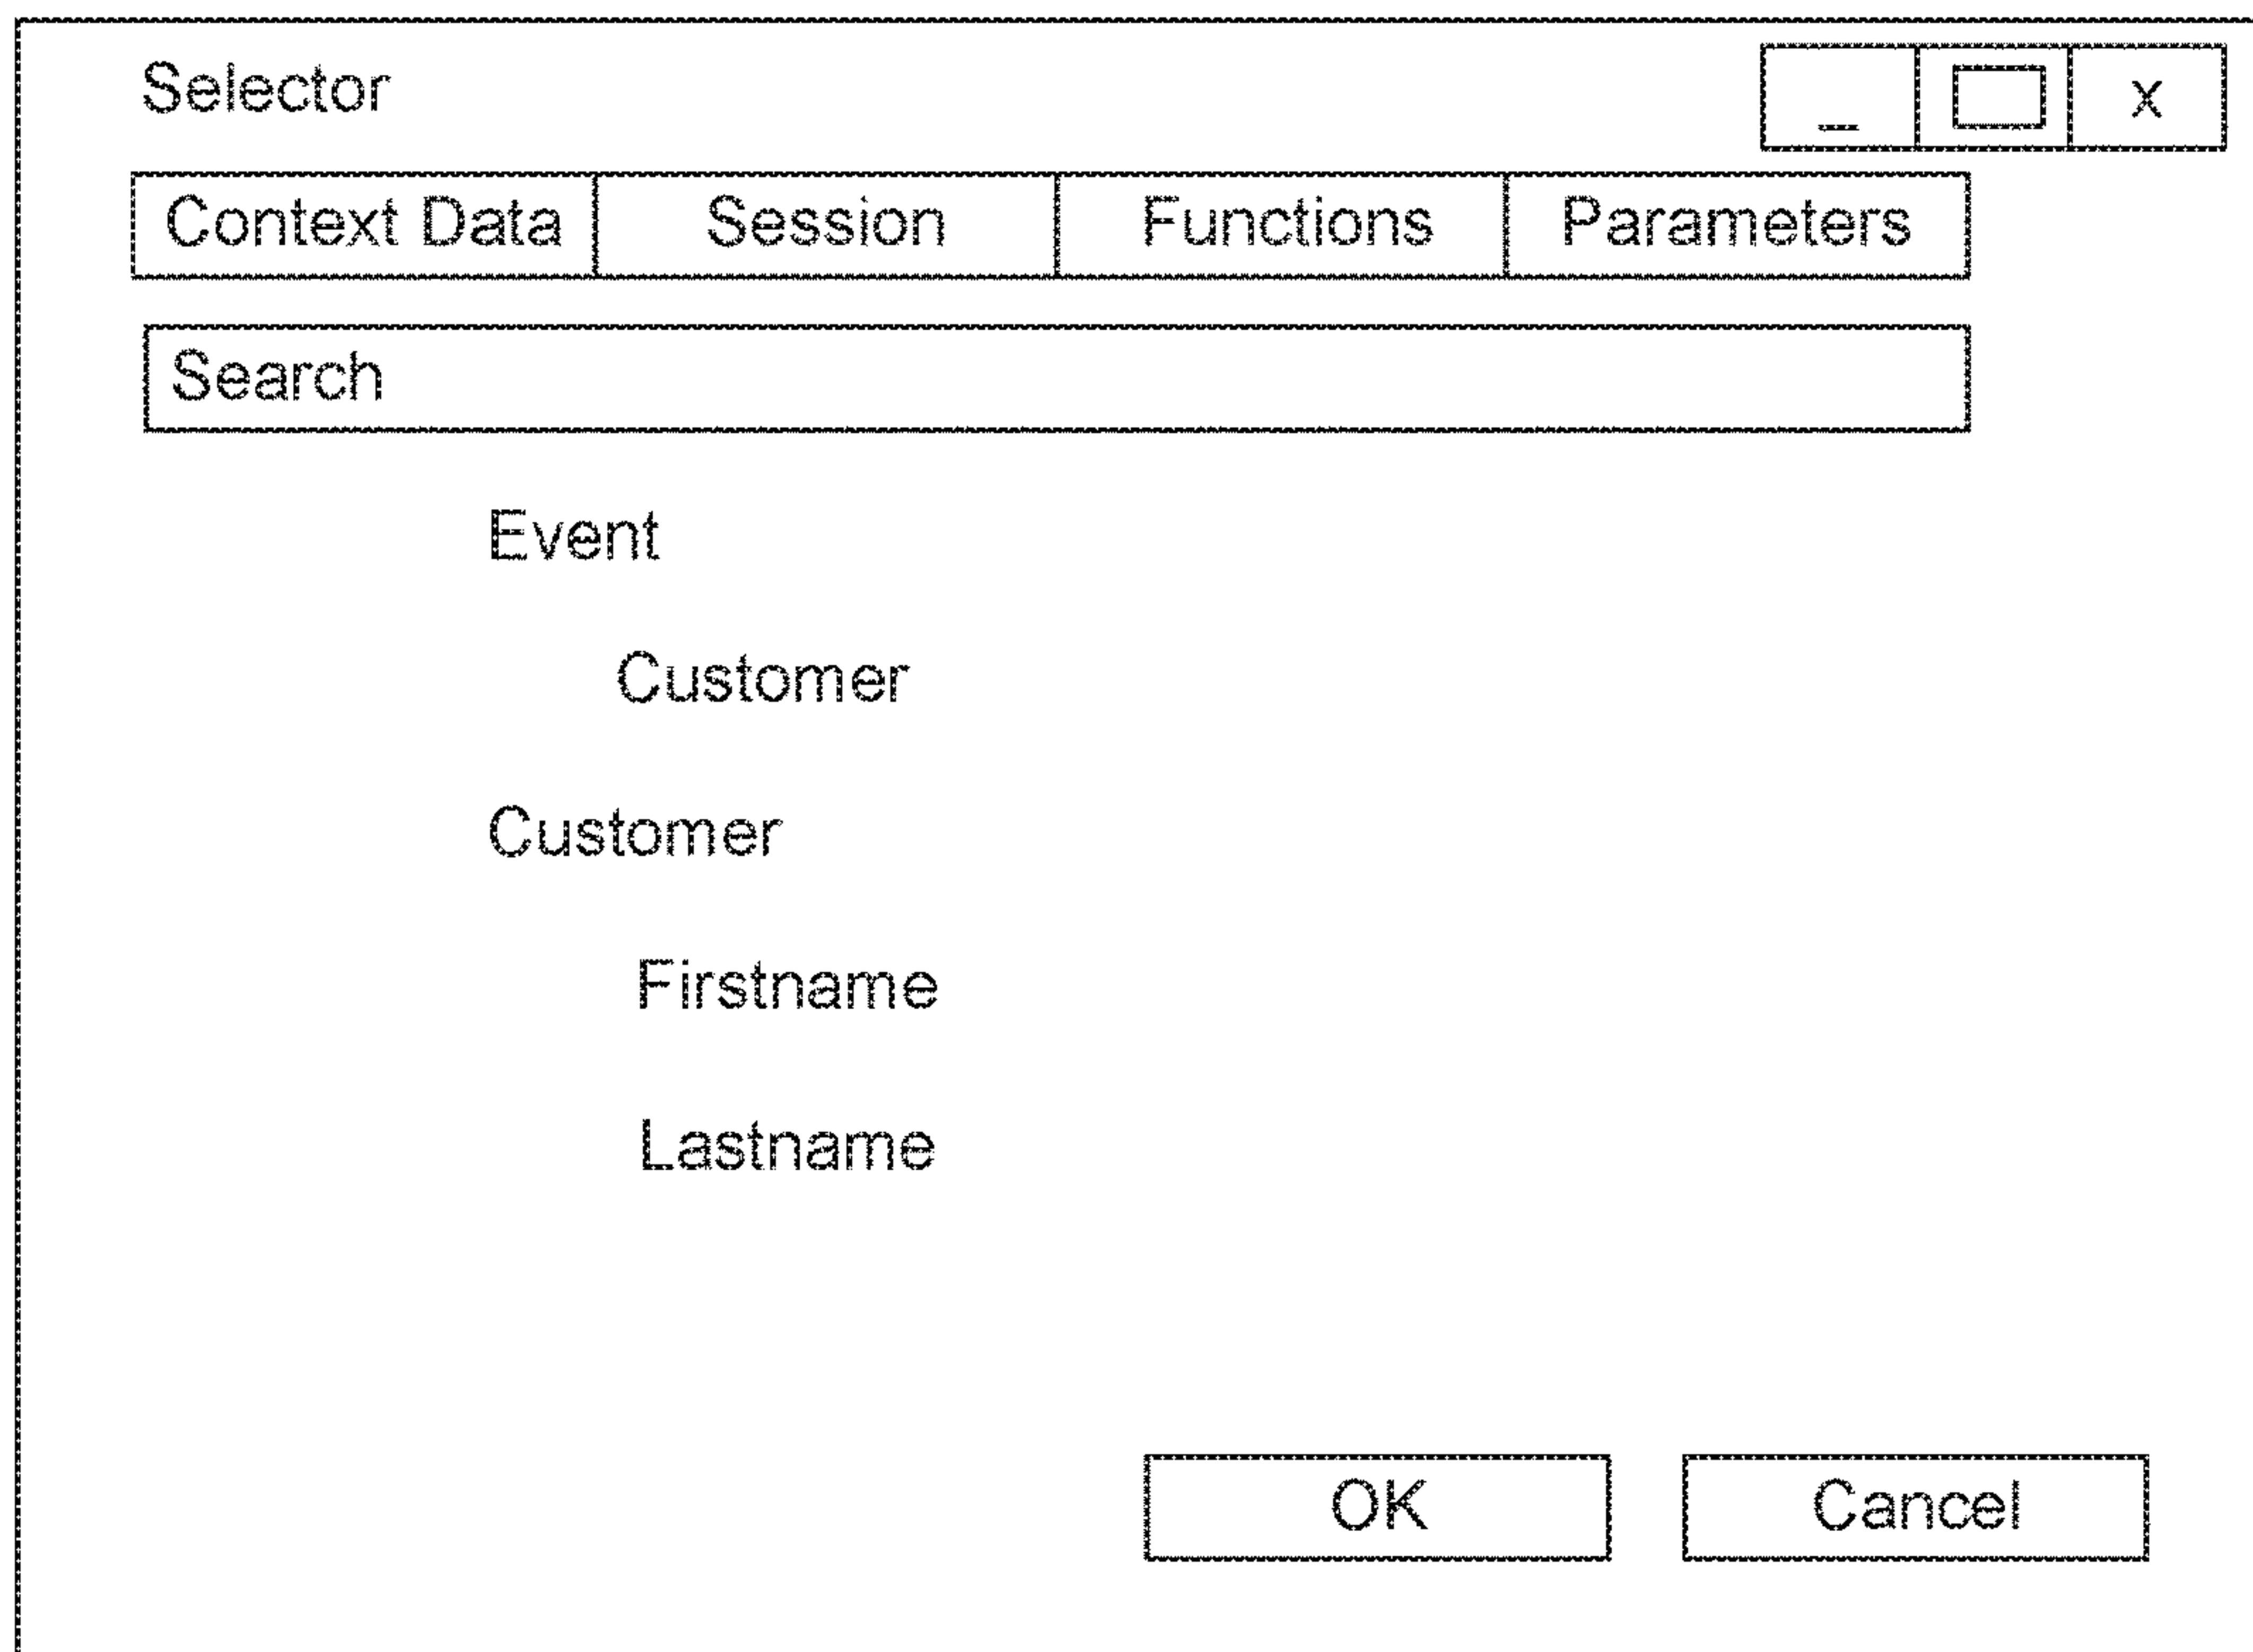 Selector _ x
Context Data Session Functions Parameters
Search
Event
Customer
Customer
Firstname
Lastname
OK Cancel